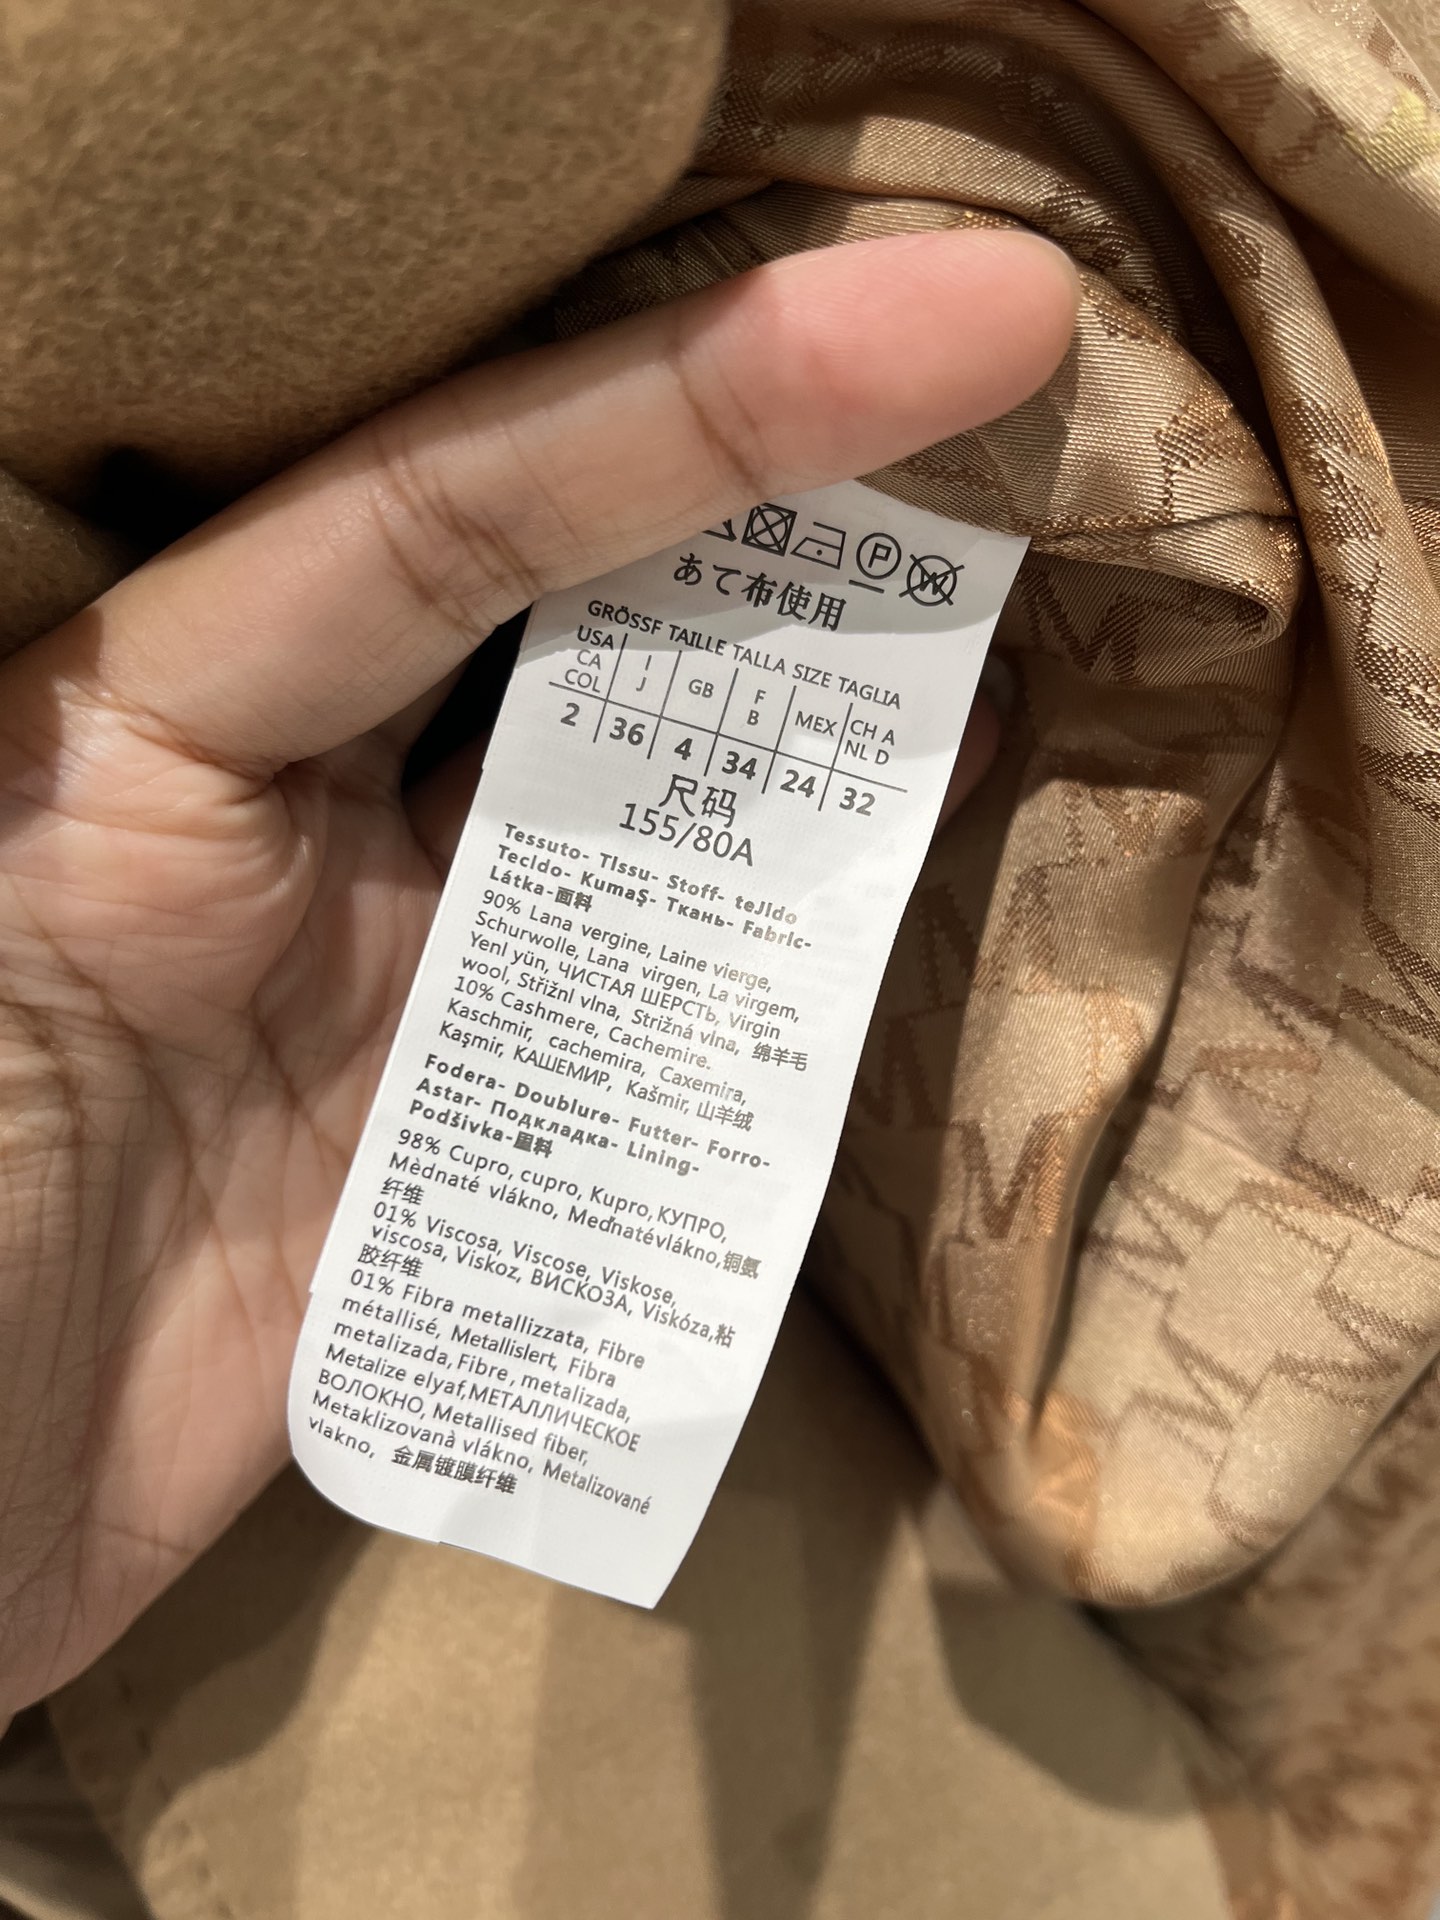 P W
あて布使用
GRÖSSF TAILLE TALLA SIZE TAGLIA
USA CA COL | I J | GB | F B | MEX | CH A NL D
2 | 36 | 4 | 34 | 24 | 32
尺码
155/80A
Tessuto- TIssu- Stoff- teJIdo
TecIdo- KumaŞ- Ткань- FabrIc-
Látka-面料
90% Lana vergine, Laine vierge,
Schurwolle, Lana virgen, La virgem,
YenI yün, ЧИСТАЯ ШЕРСТЬ, Virgin
wool, StřižnI vlna, Strižná vlna, 绵羊毛
10% Cashmere, Cachemire.
Kaschmir, cachemira, Caxemira,
Kaşmir, КАШЕМИР, Kašmir, 山羊绒
Fodera- Doublure- Futter- Forro-
Astar- Подкладка- Lining-
Podšivka-里料
98% Cupro, cupro, Kupro, КУПРО,
Mèdnaté vlákno, Meďnatévlákno,铜氨
纤维
01% Viscosa, Viscose, Viskose,
viscosa, Viskoz, ВИСКОЗА, Viskóza,粘
胶纤维
01% Fibra metallizzata, Fibre
métallisé, MetallisIert, Fibra
metalizada, Fibre, metalizada,
Metalize elyaf,МЕТАЛЛИЧЕСКОЕ
ВОЛОКНО, Metallised fiber,
Metaklizovanà vlákno, Metalizované
vlakno, 金属镀膜纤维